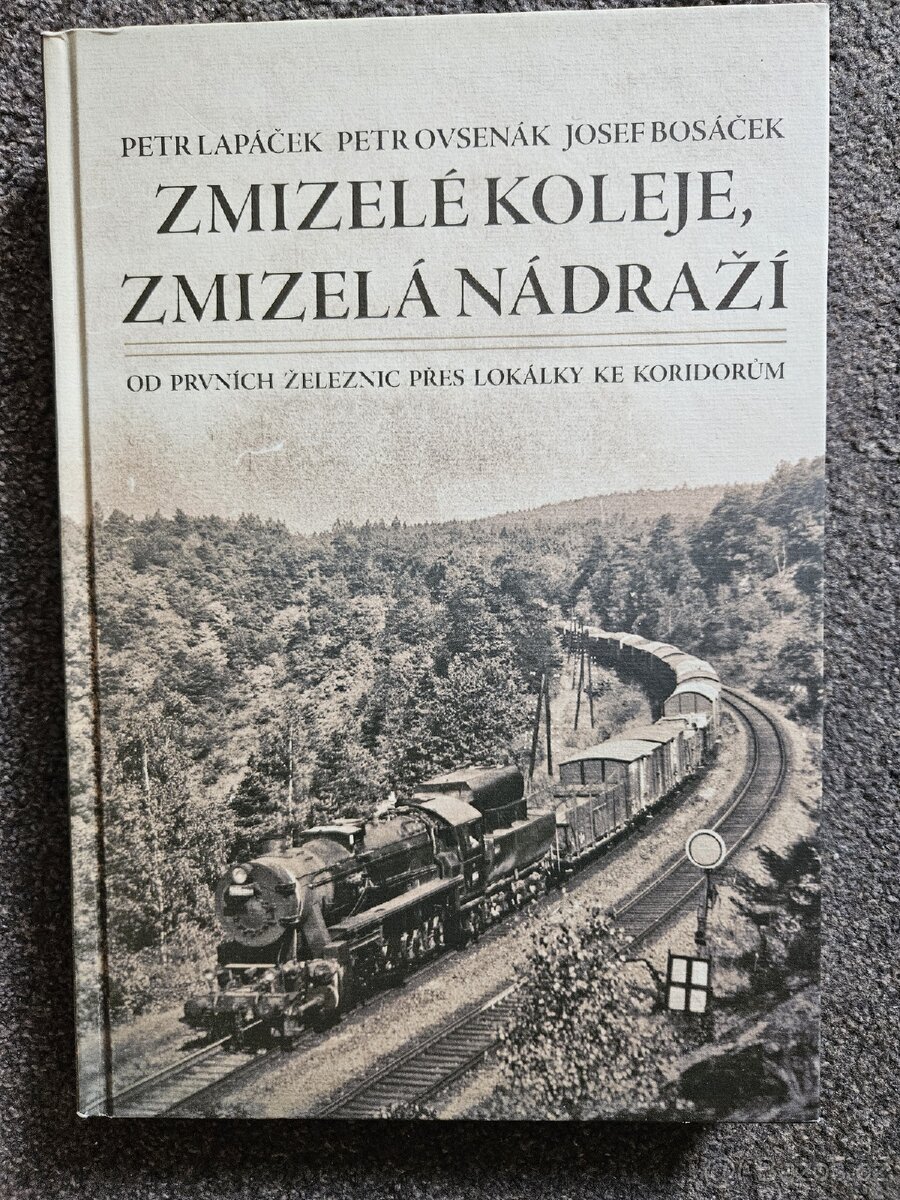 PETR LAPÁČEK PETR OVSENÁK JOSEF BOSÁČEK
ZMIZELÉ KOLEJE,
ZMIZELÁ NÁDRAŽÍ
OD PRVNÍCH ŽELEZNIC PŘES LOKÁLKY KE KORIDORŮM